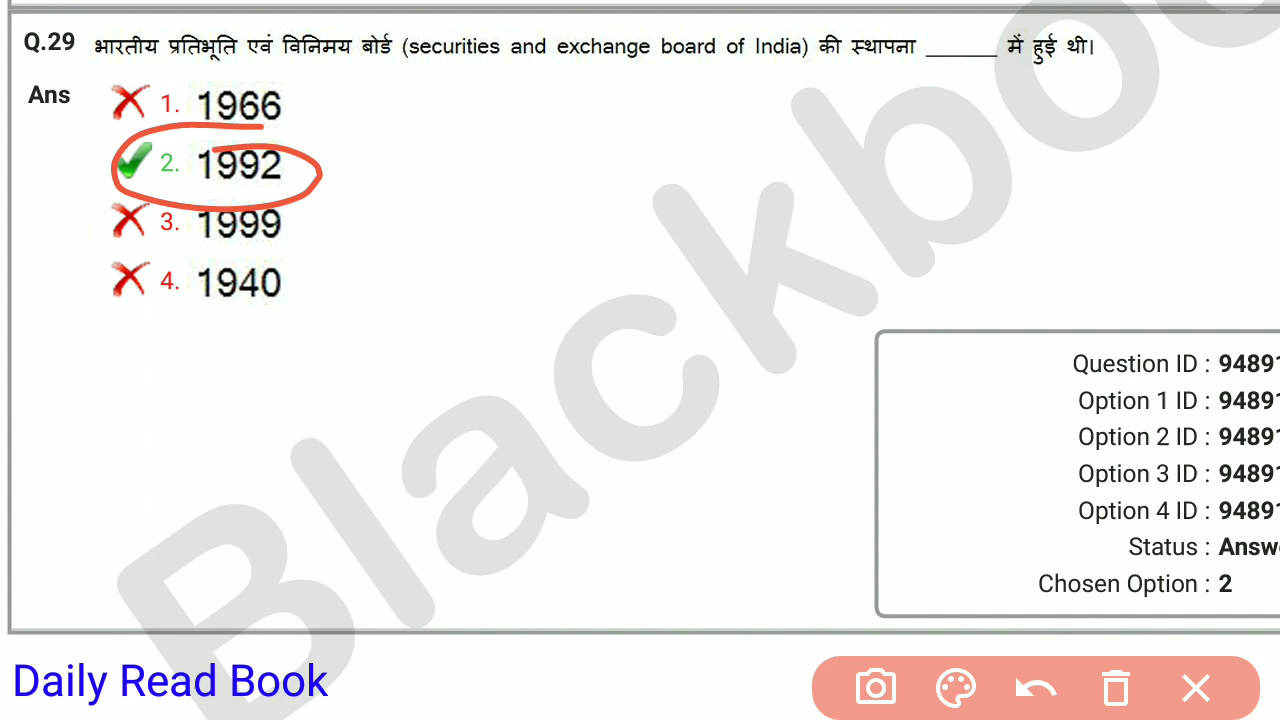 Q.29 भारतीय प्रतिभूति एवं विनिमय बोर्ड (securities and exchange board of India) की स्थापना ______ में हुई थी।
Ans
1. 1966
2. 1992
3. 1999
4. 1940
Question ID : 9489
Option 1 ID : 9489
Option 2 ID : 9489
Option 3 ID : 9489
Option 4 ID : 9489
Status : Answ
Chosen Option : 2
Blackboo
Daily Read Book